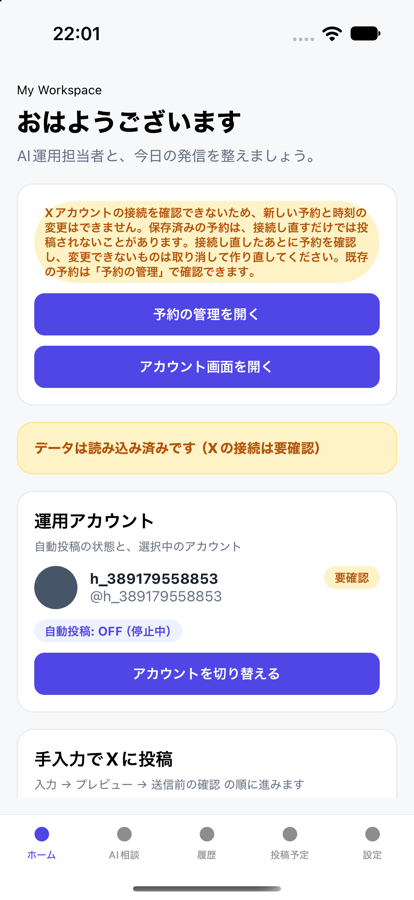 22:01
My Workspace
おはようございます
AI運用担当者と、今日の発信を整えましょう。
Xアカウントの接続を確認できないため、新しい予約と時刻の
変更はできません。保存済みの予約は、接続し直すだけでは投
稿されないことがあります。接続し直したあとに予約を確認
し、変更できないものは取り消して作り直してください。既存
の予約は「予約の管理」で確認できます。
予約の管理を開く
アカウント画面を開く
データは読み込み済みです（Xの接続は要確認）
運用アカウント
自動投稿の状態と、選択中のアカウント
h_389179558853
要確認
@h_389179558853
自動投稿: OFF（停止中）
アカウントを切り替える
手入力でXに投稿
入力 → プレビュー → 送信前の確認 の順に進みます
ホーム
AI相談
履歴
投稿予定
設定